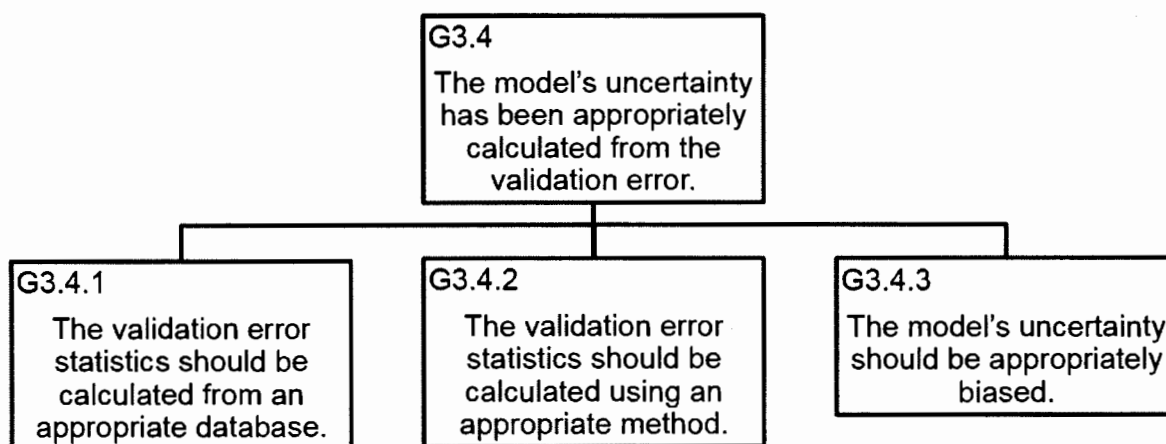 G3.4
The model's uncertainty
has been appropriately
calculated from the
validation error.
G3.4.1
The validation error
statistics should be
calculated from an
appropriate database.
G3.4.2
The validation error
statistics should be
calculated using an
appropriate method.
G3.4.3
The model's uncertainty
should be appropriately
biased.